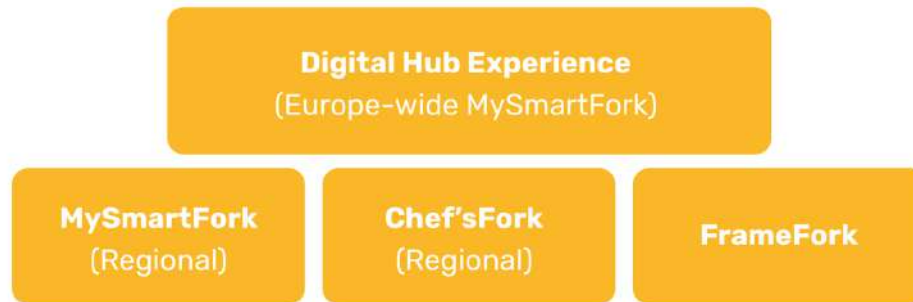 Digital Hub Experience
(Europe-wide MySmartFork)
MySmartFork
(Regional)
Chef'sFork
(Regional)
FrameFork